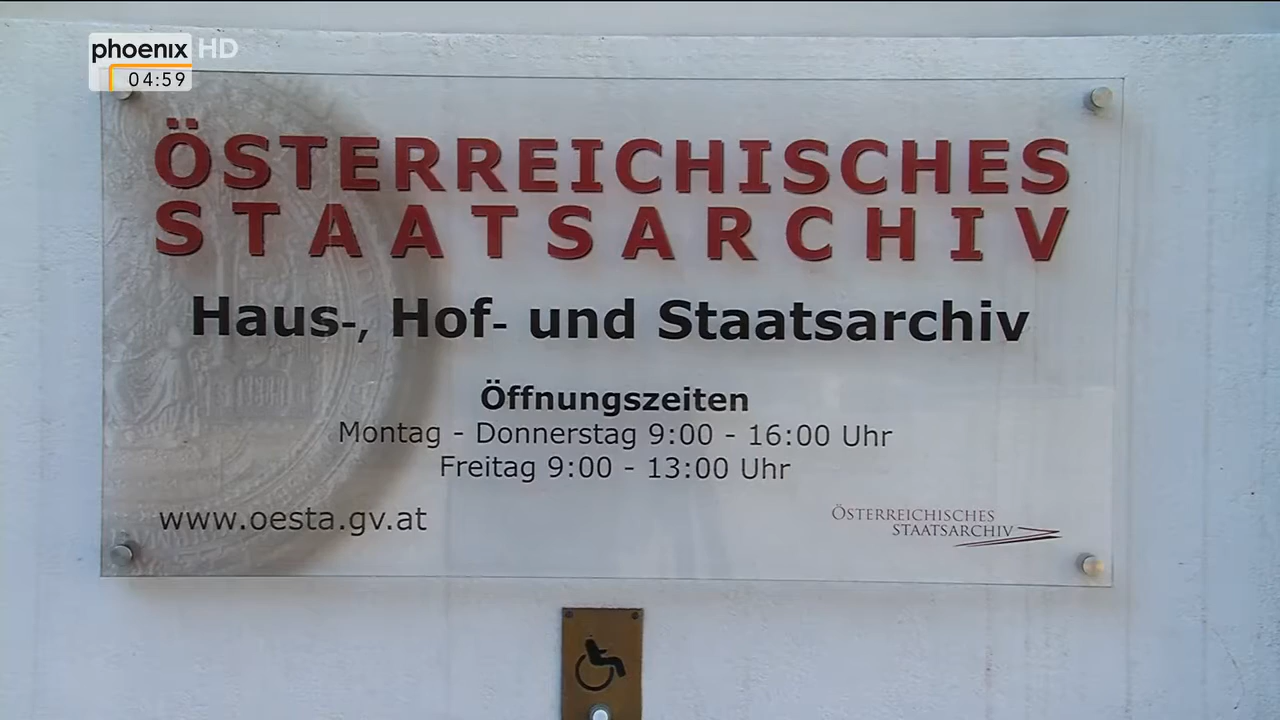 phoenix HD
04:59
ÖSTERREICHISCHES
STAATSARCHIV
Haus-, Hof- und Staatsarchiv
Öffnungszeiten
Montag - Donnerstag 9:00 - 16:00 Uhr
Freitag 9:00 - 13:00 Uhr
www.oesta.gv.at
ÖSTERREICHISCHES
STAATSARCHIV